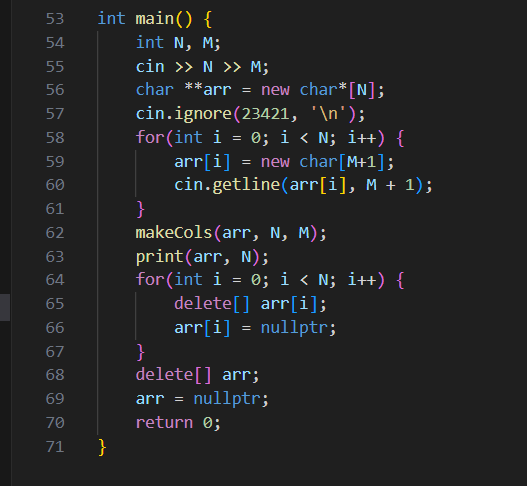 53 int main() {
54     int N, M;
55     cin >> N >> M;
56     char **arr = new char*[N];
57     cin.ignore(23421, '\n');
58     for(int i = 0; i < N; i++) {
59         arr[i] = new char[M+1];
60         cin.getline(arr[i], M + 1);
61     }
62     makeCols(arr, N, M);
63     print(arr, N);
64     for(int i = 0; i < N; i++) {
65         delete[] arr[i];
66         arr[i] = nullptr;
67     }
68     delete[] arr;
69     arr = nullptr;
70     return 0;
71 }